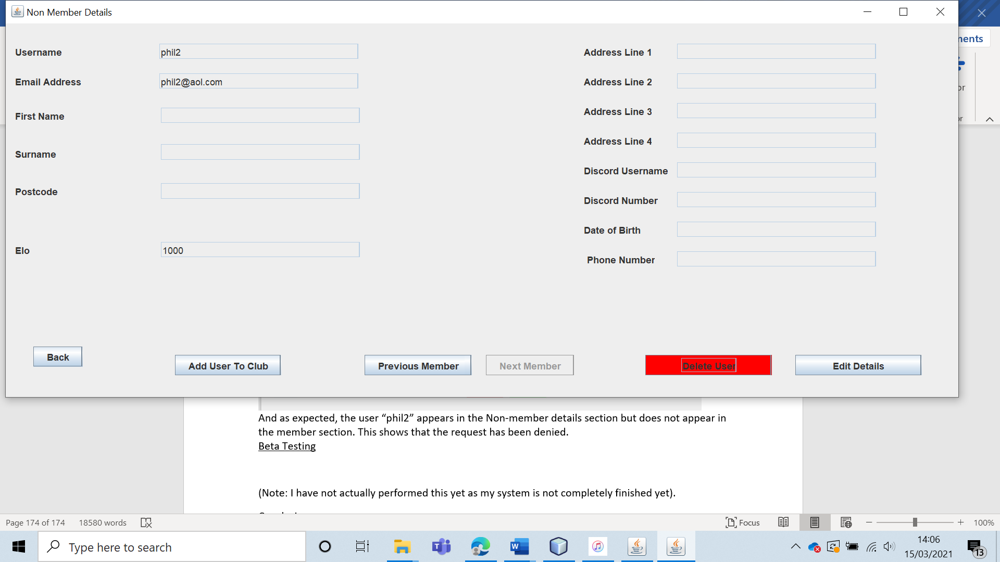 Non Member Details
ments
Username
phil2
Address Line 1
Email Address
phil2@aol.com
Address Line 2
or
First Name
Address Line 3
or
Surname
Address Line 4
Discord Username
Postcode
Discord Number
Date of Birth
Elo
1000
Phone Number
Back
Add User To Club
Previous Member
Next Member
Delete User
Edit Details
And as expected, the user “phil2” appears in the Non-member details section but does not appear in
the member section. This shows that the request has been denied.
Beta Testing
(Note: I have not actually performed this yet as my system is not completely finished yet).
Page 174 of 174
18580 words
Focus
100%
Type here to search
14:06
15/03/2021
13